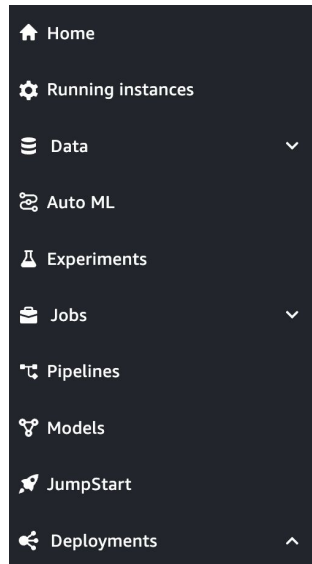 Home
Running instances
Data
Auto ML
Experiments
Jobs
Pipelines
Models
JumpStart
Deployments